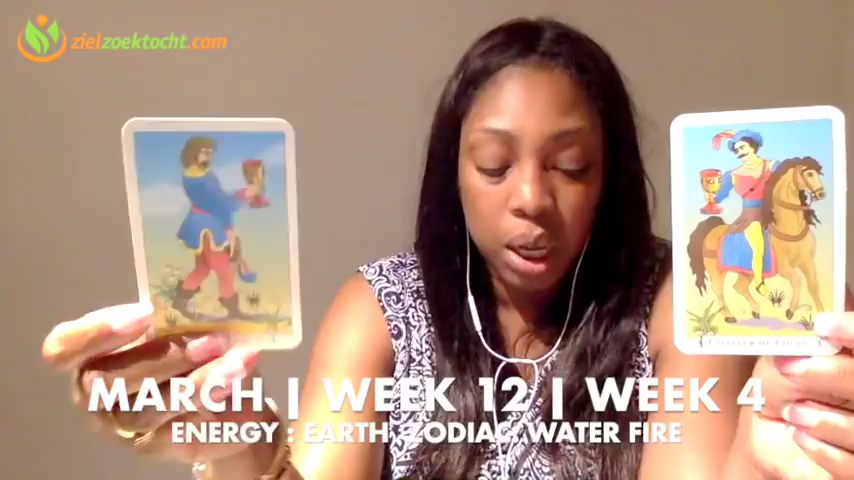 zielzoektocht.com
MARCH | WEEK 12 | WEEK 4
ENERGY : EARTH ZODIAC WATER FIRE